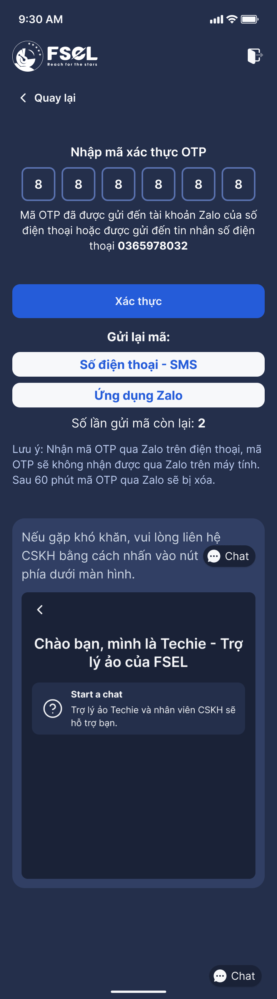 9:30 AM
FSEL
Reach for the stars
Quay lại
Nhập mã xác thực OTP
8 8 8 8 8 8
Mã OTP đã được gửi đến tài khoản Zalo của số
điện thoại hoặc được gửi đến tin nhắn số điện
thoại 0365978032
Xác thực
Gửi lại mã:
Số điện thoại - SMS
Ứng dụng Zalo
Số lần gửi mã còn lại: 2
Lưu ý: Nhận mã OTP qua Zalo trên điện thoại, mã
OTP sẽ không nhận được qua Zalo trên máy tính.
Sau 60 phút mã OTP qua Zalo sẽ bị xóa.
Nếu gặp khó khăn, vui lòng liên hệ
CSKH bằng cách nhấn vào nút Chat
phía dưới màn hình.
Chào bạn, mình là Techie - Trợ
lý ảo của FSEL
Start a chat
Trợ lý ảo Techie và nhân viên CSKH sẽ
hỗ trợ bạn.
Chat